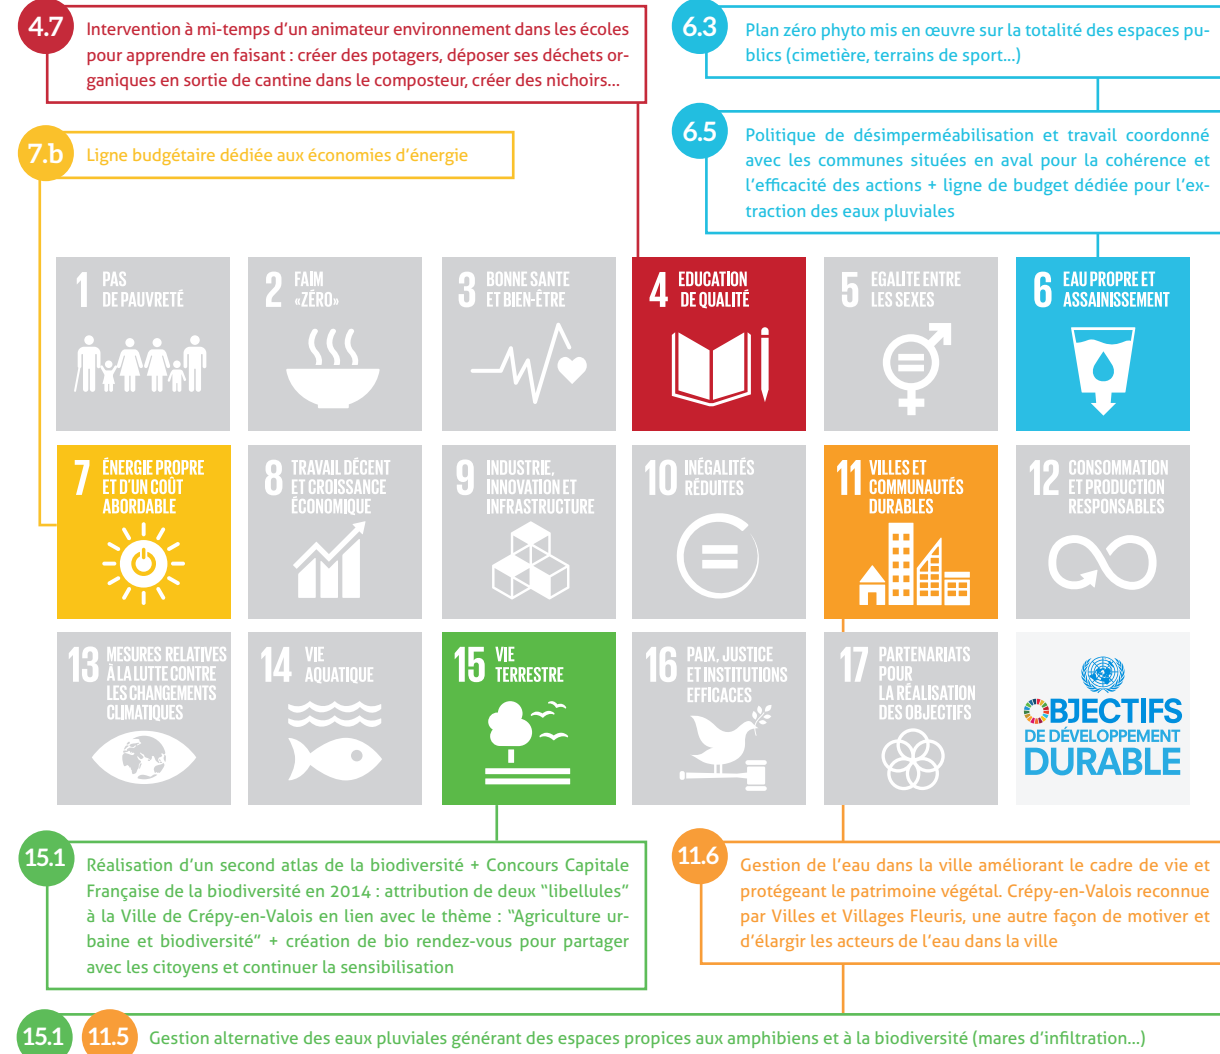 4.7
Intervention à mi-temps d’un animateur environnement dans les écoles
pour apprendre en faisant : créer des potagers, déposer ses déchets or-
ganiques en sortie de cantine dans le composteur, créer des nichoirs...
6.3
Plan zéro phyto mis en œuvre sur la totalité des espaces pu-
blics (cimetière, terrains de sport...)
7.b
Ligne budgétaire dédiée aux économies d’énergie
6.5
Politique de désimperméabilisation et travail coordonné
avec les communes situées en aval pour la cohérence et
l’efficacité des actions + ligne de budget dédiée pour l’ex-
traction des eaux pluviales
1 PAS
DE PAUVRETÉ
2 FAIM
«ZÉRO»
3 BONNE SANTE
ET BIEN-ÊTRE
4 EDUCATION
DE QUALITÉ
5 EGALITE ENTRE
LES SEXES
6 EAU PROPRE ET
ASSAINISSEMENT
7 ÉNERGIE PROPRE
ET D’UN COÛT
ABORDABLE
8 TRAVAIL DÉCENT
ET CROISSANCE
ÉCONOMIQUE
9 INDUSTRIE,
INNOVATION ET
INFRASTRUCTURE
10 INÉGALITÉS
RÉDUITES
11 VILLES ET
COMMUNAUTÉS
DURABLES
12 CONSOMMATION
ET PRODUCTION
RESPONSABLES
13 MESURES RELATIVES
À LA LUTTE CONTRE
LES CHANGEMENTS
CLIMATIQUES
14 VIE
AQUATIQUE
15 VIE
TERRESTRE
16 PAIX, JUSTICE
ET INSTITUTIONS
EFFICACES
17 PARTENARIATS
POUR
LA RÉALISATION
DES OBJECTIFS
OBJECTIFS
DE DÉVELOPPEMENT
DURABLE
15.1
Réalisation d’un second atlas de la biodiversité + Concours Capitale
Française de la biodiversité en 2014 : attribution de deux “libellules”
à la Ville de Crépy-en-Valois en lien avec le thème : “Agriculture ur-
baine et biodiversité” + création de bio rendez-vous pour partager
avec les citoyens et continuer la sensibilisation
11.6
Gestion de l’eau dans la ville améliorant le cadre de vie et
protégeant le patrimoine végétal. Crépy-en-Valois reconnue
par Villes et Villages Fleuris, une autre façon de motiver et
d’élargir les acteurs de l’eau dans la ville
15.1 11.5 Gestion alternative des eaux pluviales générant des espaces propices aux amphibiens et à la biodiversité (mares d’infiltration...)